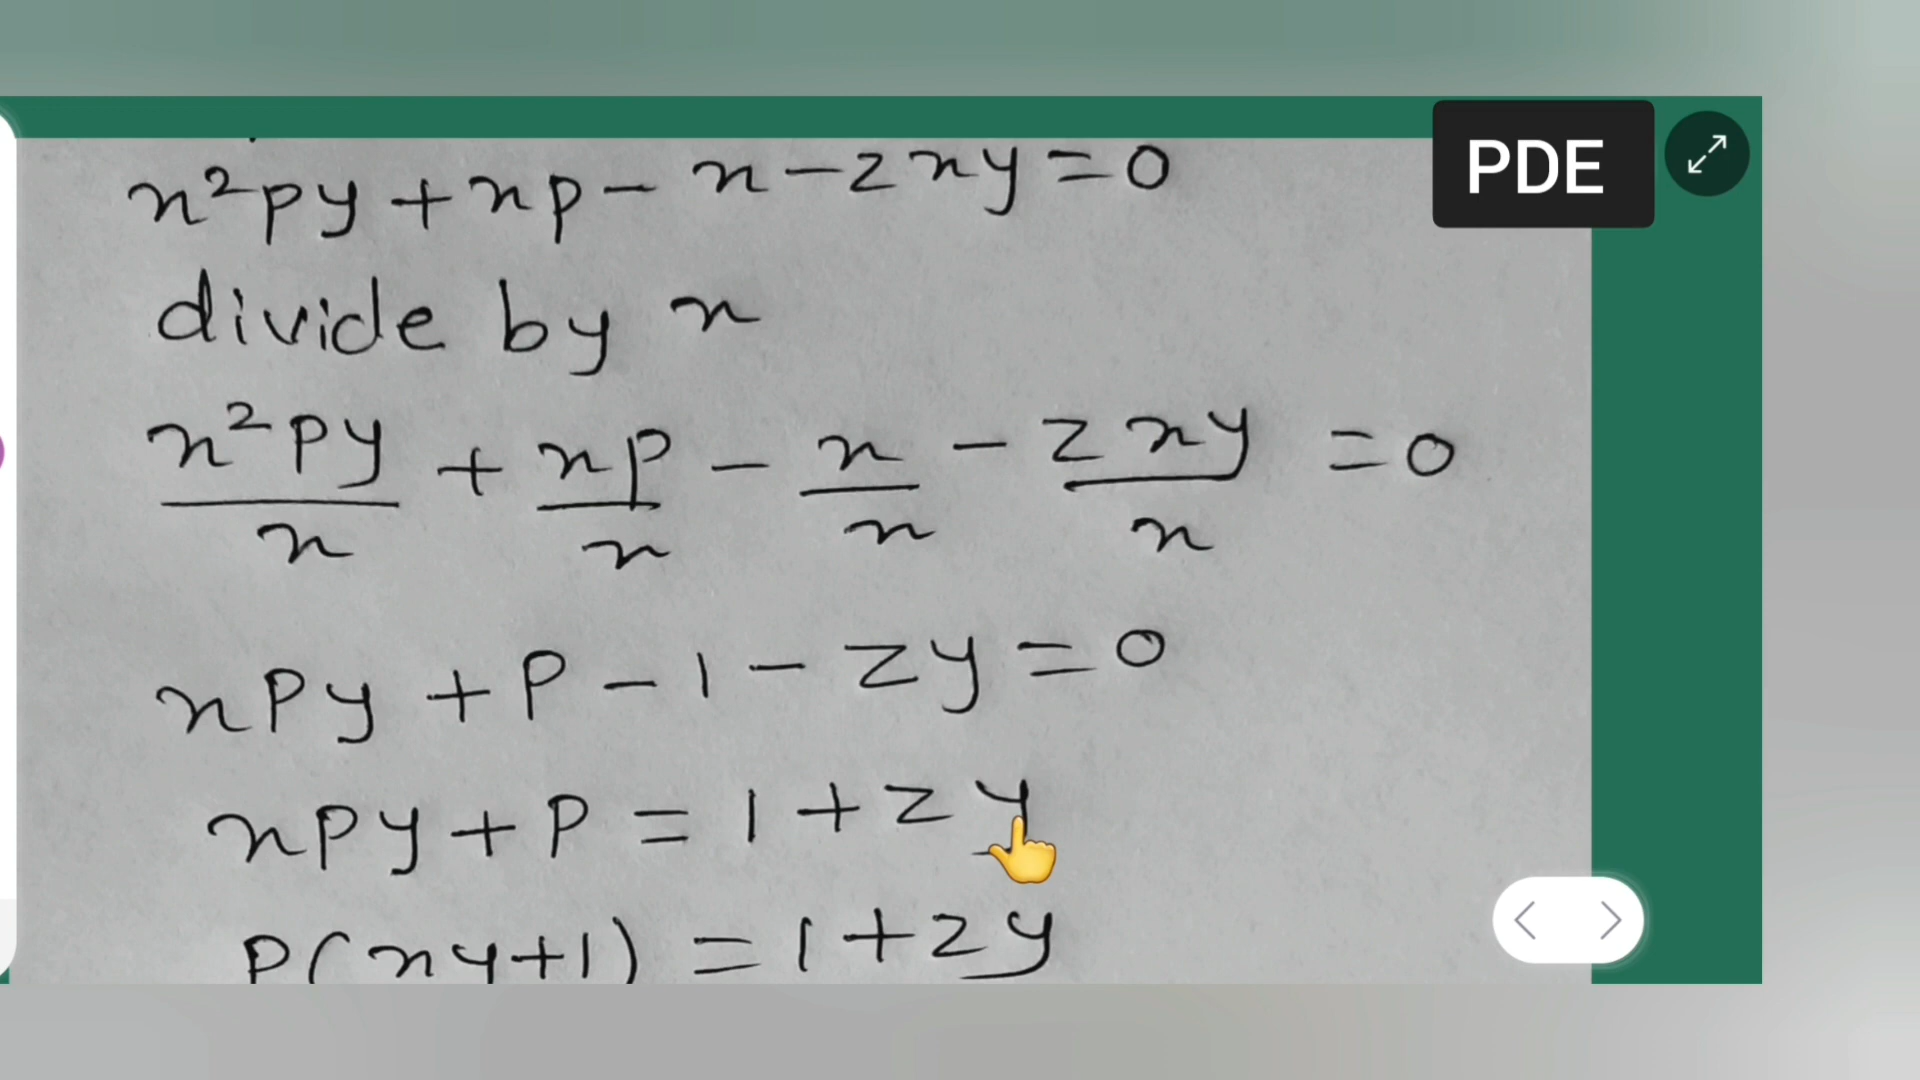 PDE
x²py + xp - x - zxy = 0
divide by x
x²py/x + xp/x - x/x - zxy/x = 0
xpy + p - 1 - zy = 0
xpy + p = 1 + zy
p(xy+1) = 1 + zy